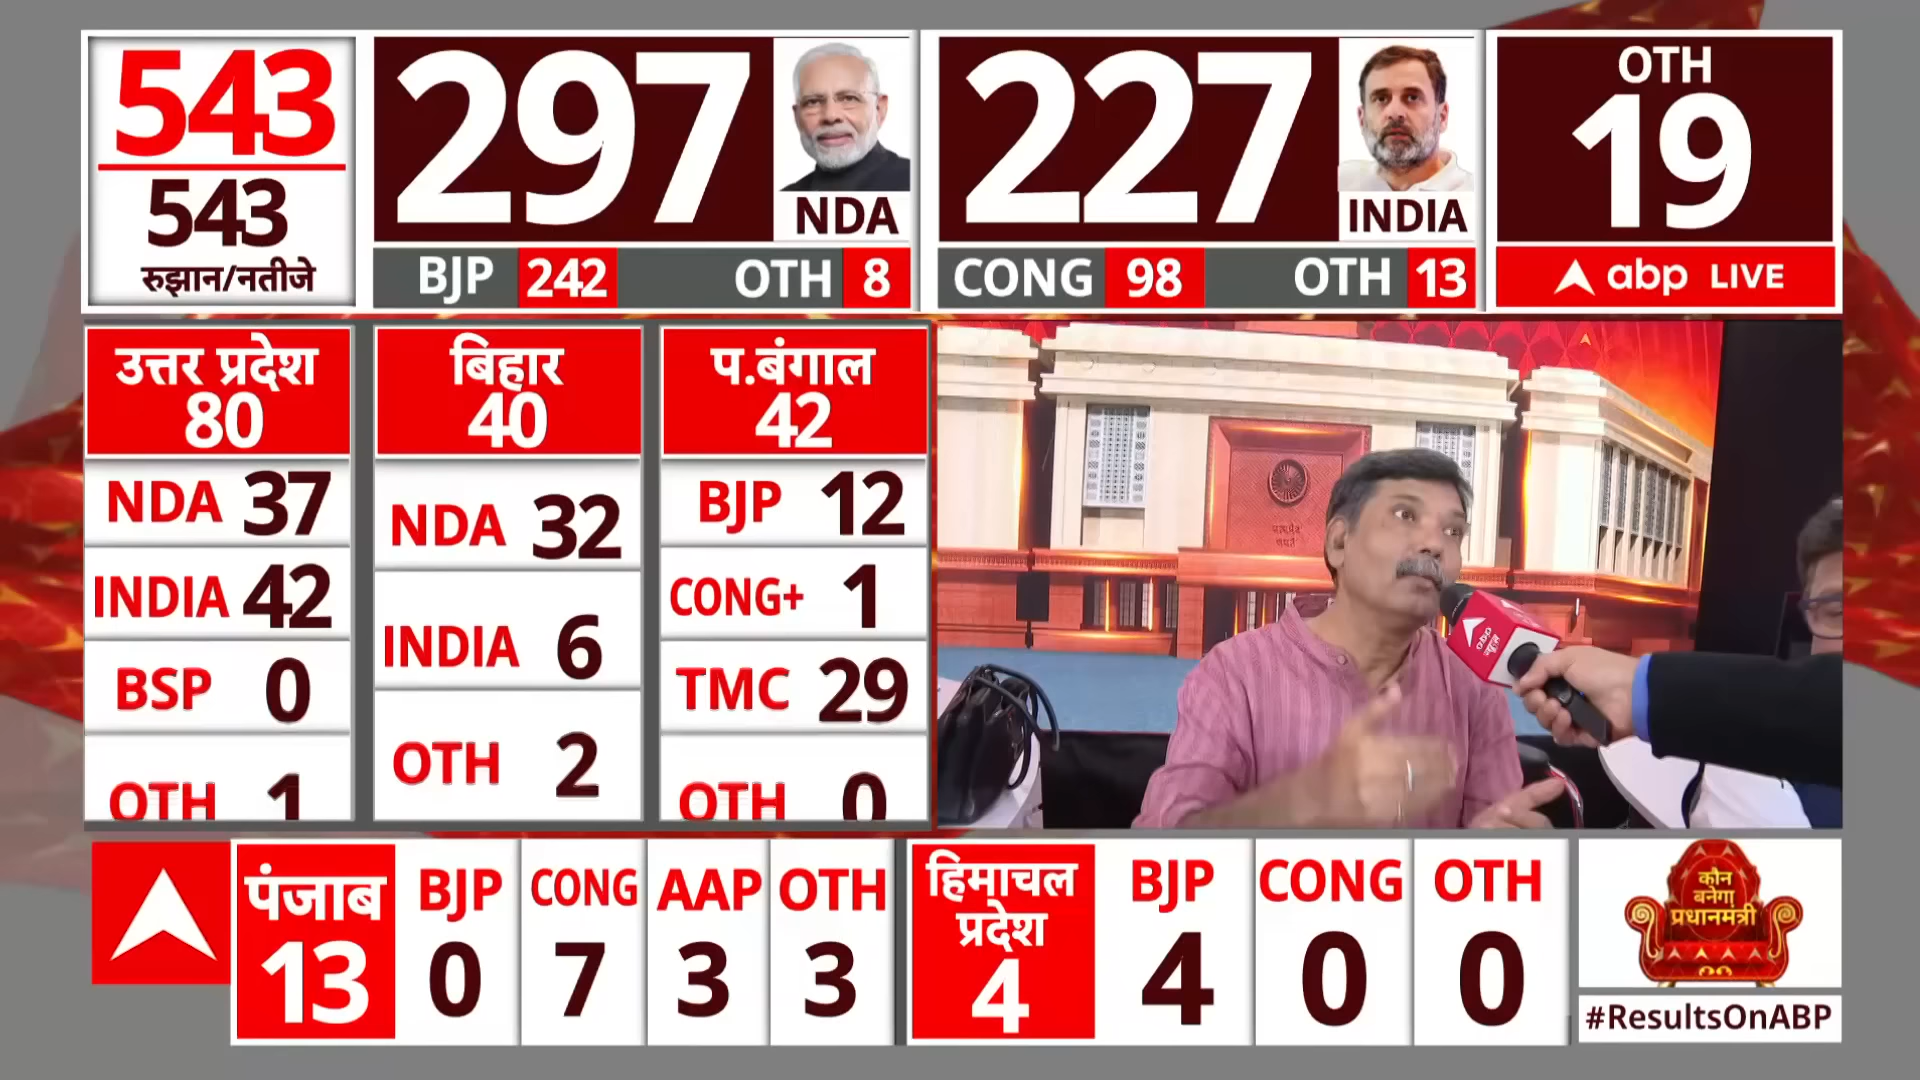 543
543
रुझान/नतीजे
297
NDA
BJP 242 OTH 8
227
INDIA
CONG 98 OTH 13
OTH
19
abp LIVE
उत्तर प्रदेश
80
NDA 37
INDIA 42
BSP 0
OTH 1
बिहार
40
NDA 32
INDIA 6
OTH 2
प.बंगाल
42
BJP 12
CONG+ 1
TMC 29
OTH 0
पंजाब
13
BJP CONG AAP OTH
0 7 3 3
हिमाचल
प्रदेश
4
BJP CONG OTH
4 0 0
कौन
बनेगा
प्रधानमंत्री
#ResultsOnABP